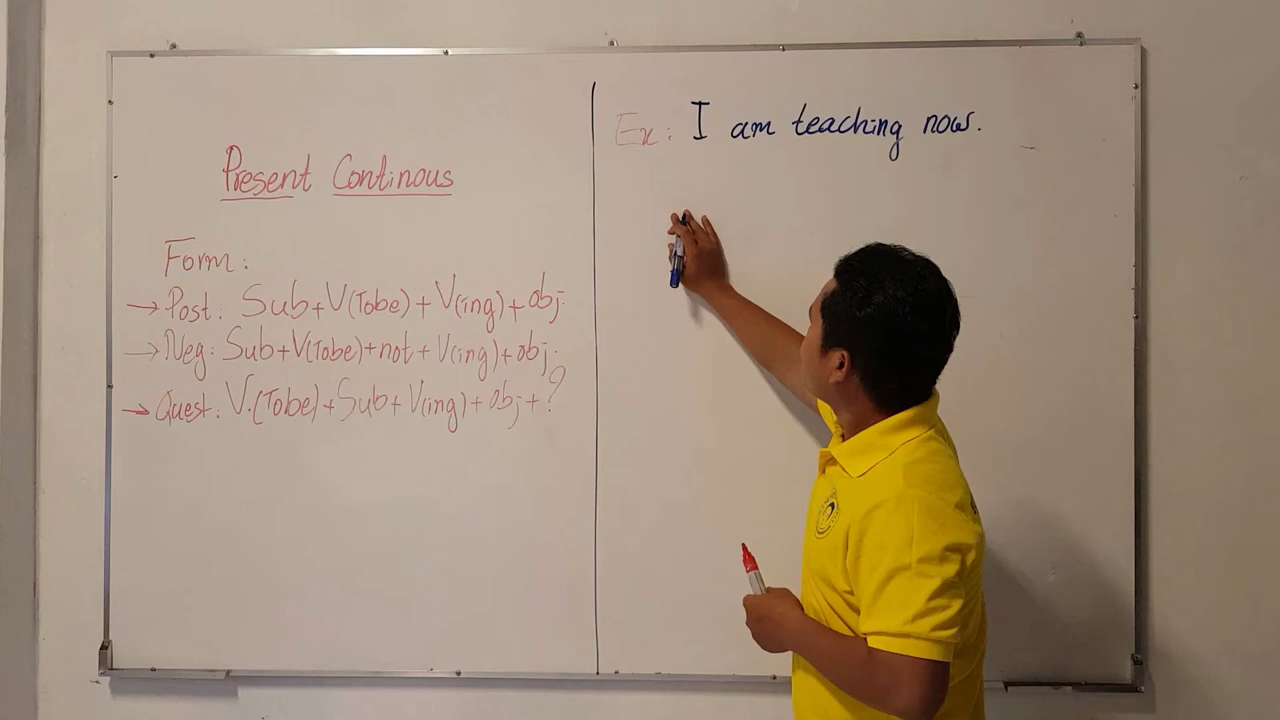 Present Continous
Form:
→ Post: Sub+V(Tobe)+V(ing)+obj.
→ Neg: Sub+V(Tobe)+not+V(ing)+obj.
→ Quest: V.(Tobe)+Sub+V(ing)+obj+?
Ex: I am teaching now.